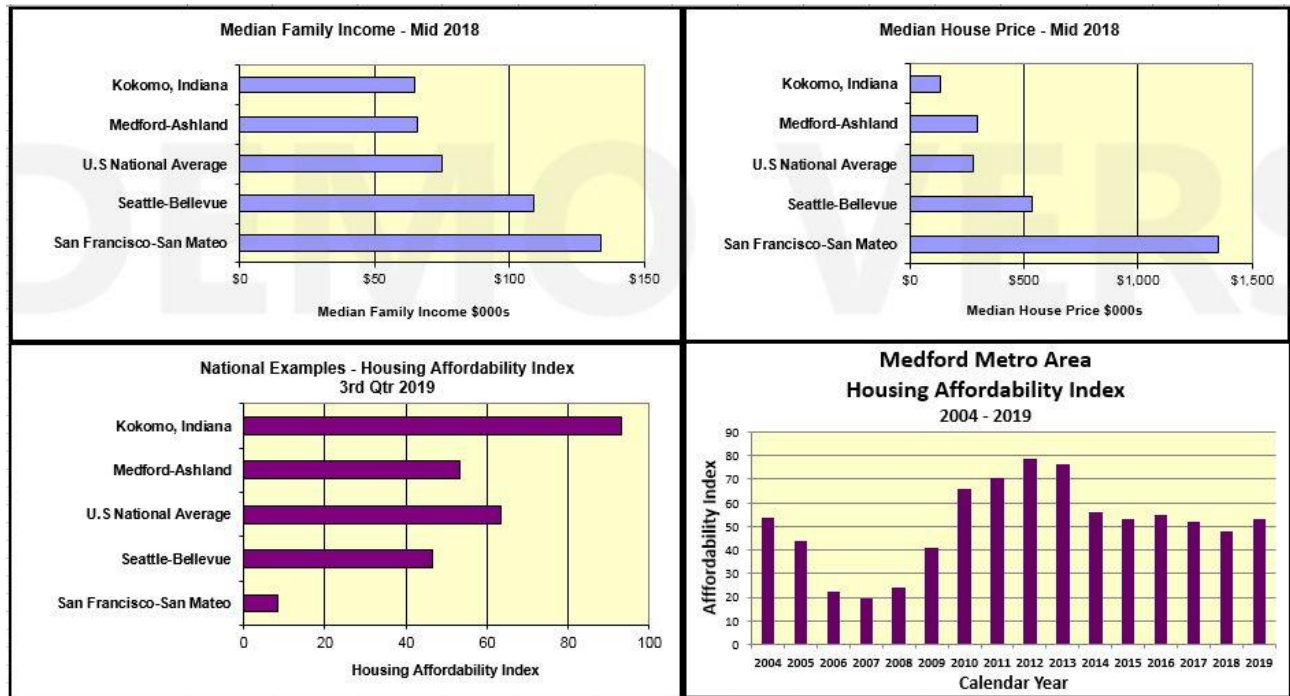 Median Family Income - Mid 2018
Kokomo, Indiana
Medford-Ashland
U.S National Average
Seattle-Bellevue
San Francisco-San Mateo
$0 $50 $100 $150
Median Family Income $000s
Median House Price - Mid 2018
Kokomo, Indiana
Medford-Ashland
U.S National Average
Seattle-Bellevue
San Francisco-San Mateo
$0 $500 $1,000 $1,500
Median House Price $000s
DEMO VERS
National Examples - Housing Affordability Index
3rd Qtr 2019
Kokomo, Indiana
Medford-Ashland
U.S National Average
Seattle-Bellevue
San Francisco-San Mateo
0 20 40 60 80 100
Housing Affordability Index
Medford Metro Area
Housing Affordability Index
2004 - 2019
Afffordability Index
90
80
70
60
50
40
30
20
10
0
2004 2005 2006 2007 2008 2009 2010 2011 2012 2013 2014 2015 2016 2017 2018 2019
Calendar Year